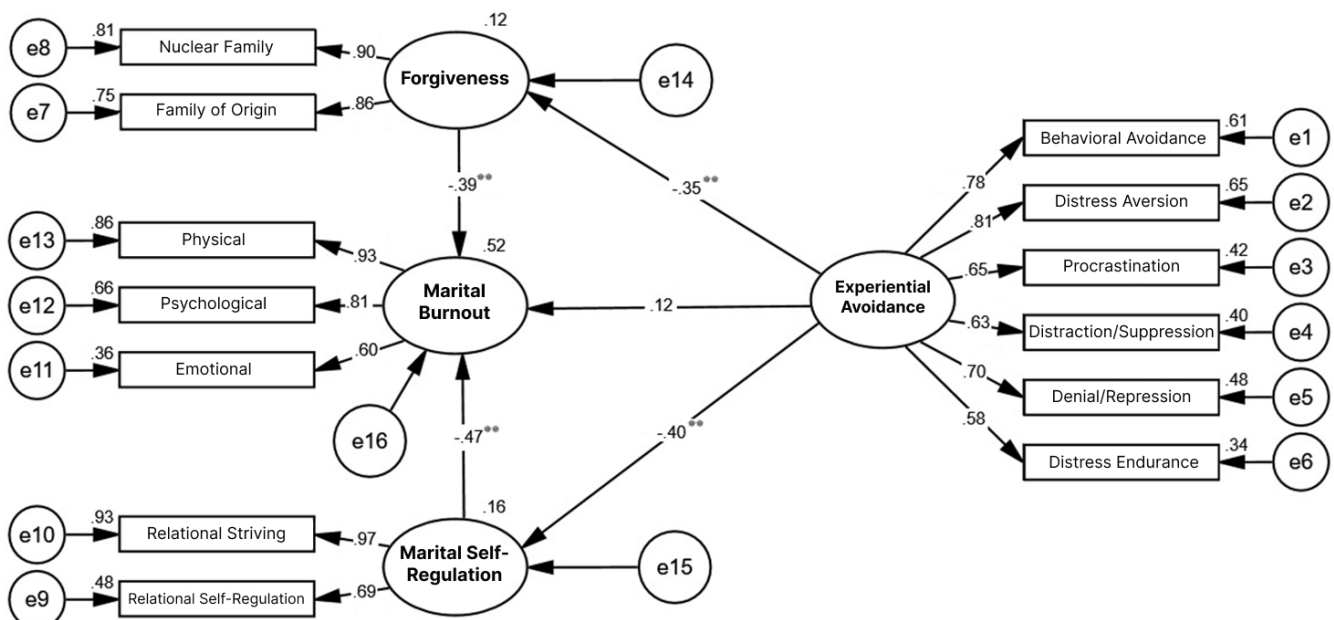 .12
e8
.81
Nuclear Family
.90
Forgiveness
e14
e7
.75
Family of Origin
.86
-.39**
-.35**
Behavioral Avoidance
.61
e1
.78
Distress Aversion
.65
e2
.81
Procrastination
.42
e3
.65
Distraction/Suppression
.40
e4
.63
Denial/Repression
.48
e5
.70
Distress Endurance
.34
e6
.58
Experiential
Avoidance
.12
e13
.86
Physical
.93
.52
Marital
Burnout
e12
.66
Psychological
.81
e11
.36
Emotional
.60
e16
-.47**
-.40**
.16
e10
.93
Relational Striving
.97
Marital Self-
Regulation
e15
e9
.48
Relational Self-Regulation
.69